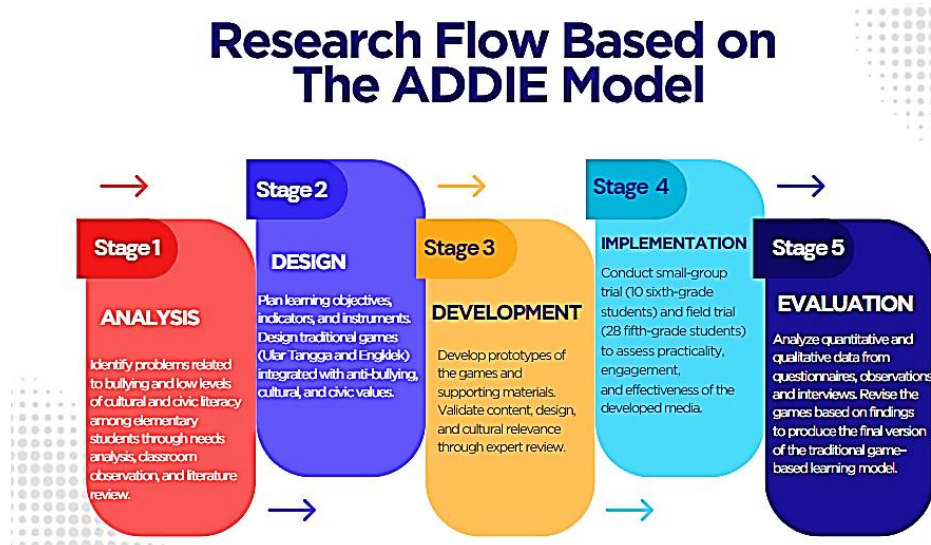 Research Flow Based on
The ADDIE Model
Stage 1
ANALYSIS
Identify problems related
to bullying and low levels
of cultural and civic literacy
among elementary
students through needs
analysis, classroom
observation, and literature
review.
Stage 2
DESIGN
Plan learning objectives,
indicators, and instruments.
Design traditional games
(Ular Tangga and Engklek)
integrated with anti-bullying,
cultural, and civic values.
Stage 3
DEVELOPMENT
Develop prototypes of
the games and
supporting materials.
Validate content, design,
and cultural relevance
through expert review.
Stage 4
IMPLEMENTATION
Conduct small-group
trial (10 sixth-grade
students) and field trial
(28 fifth-grade students)
to assess practicality,
engagement,
and effectiveness of the
developed media.
Stage 5
EVALUATION
Analyze quantitative and
qualitative data from
questionnaires, observations
and interviews. Revise the
games based on findings
to produce the final version
of the traditional game-
based learning model.